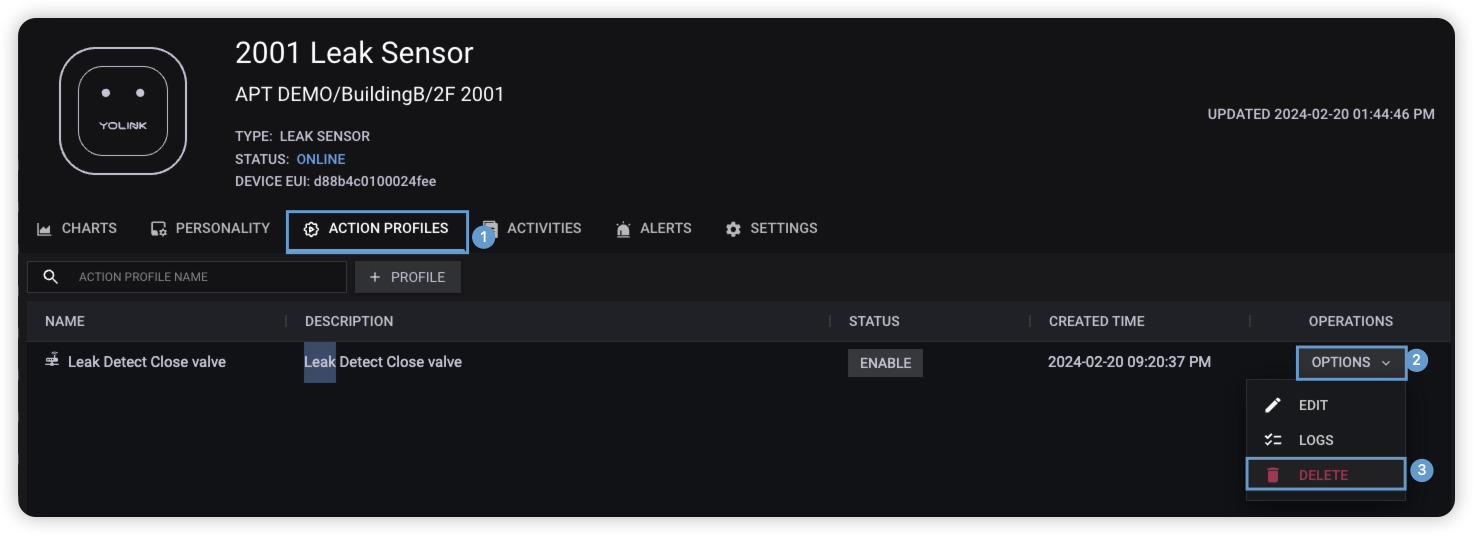 2001 Leak Sensor
APT DEMO/BuildingB/2F 2001
YOLINK
UPDATED 2024-02-20 01:44:46 PM
TYPE: LEAK SENSOR
STATUS: ONLINE
DEVICE EUI: d88b4c0100024fee
CHARTS PERSONALITY ACTION PROFILES 1 ACTIVITIES ALERTS SETTINGS
ACTION PROFILE NAME + PROFILE
NAME DESCRIPTION STATUS CREATED TIME OPERATIONS
Leak Detect Close valve Leak Detect Close valve ENABLE 2024-02-20 09:20:37 PM OPTIONS 2
EDIT
LOGS
DELETE 3